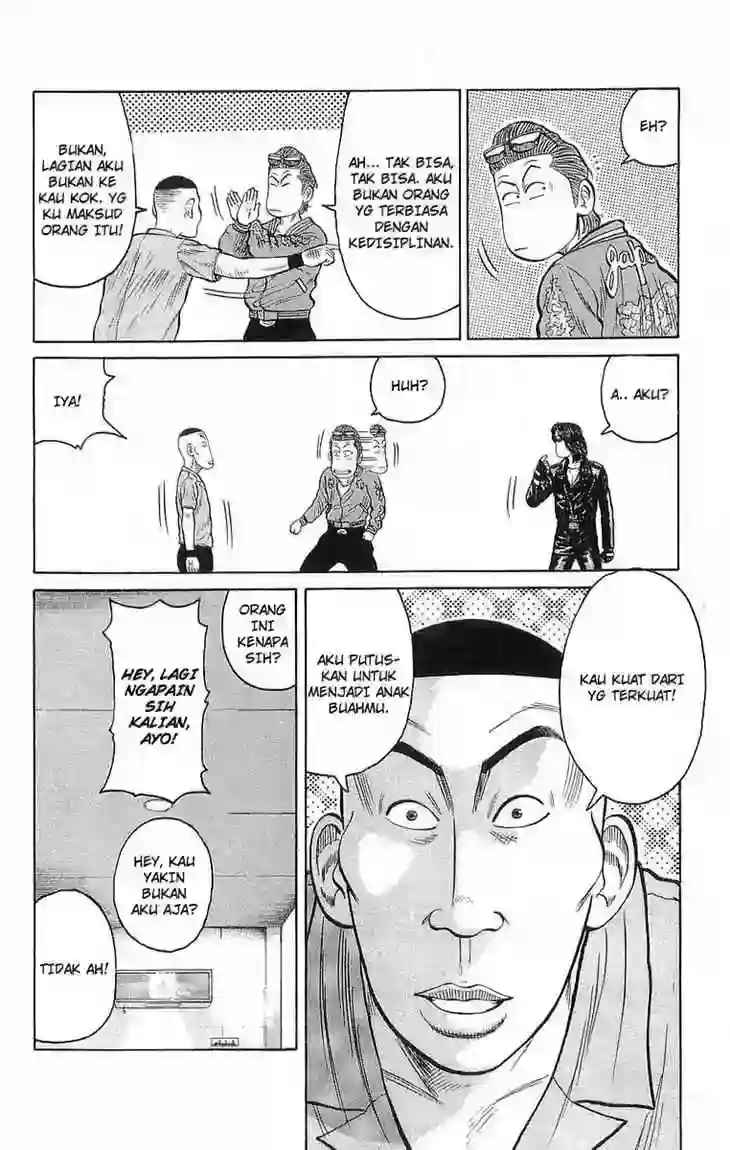 EH?
AH... TAK BISA,
TAK BISA. AKU
BUKAN ORANG
YG TERBIASA
DENGAN
KEDISIPLINAN.
BUKAN,
LAGIAN AKU
BUKAN KE
KAU KOK. YG
KU MAKSUD
ORANG ITU!
A.. AKU?
HUH?
IYA!
KAU KUAT DARI
YG TERKUAT!
AKU PUTUS-
KAN UNTUK
MENJADI ANAK
BUAHMU.
ORANG
INI
KENAPA
SIH?
HEY, LAGI
NGAPAIN
SIH
KALIAN,
AYO!
HEY, KAU
YAKIN
BUKAN
AKU AJA?
TIDAK AH!